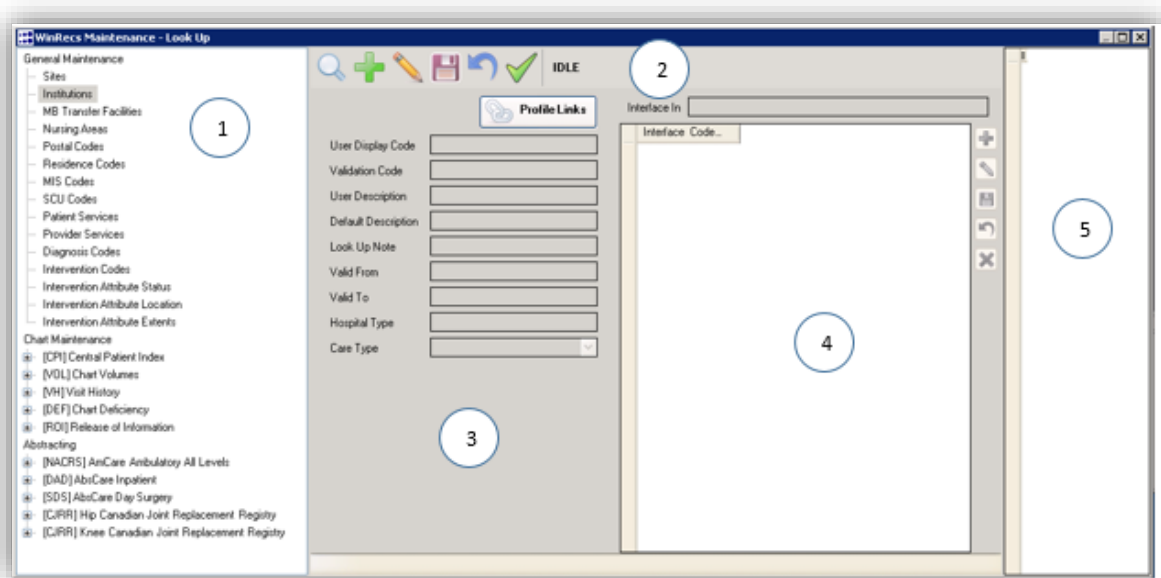 WinRecs Maintenance - Look Up
General Maintenance
Sites
Institutions
MB Transfer Facilities
Nursing Areas
Postal Codes
Residence Codes
MIS Codes
SCU Codes
Patient Services
Provider Services
Diagnosis Codes
Intervention Codes
Intervention Attribute Status
Intervention Attribute Location
Intervention Attribute Extents
Chart Maintenance
[CPI] Central Patient Index
[VOL] Chart Volumes
[VH] Visit History
[DEF] Chart Deficiency
[ROI] Release of Information
Abstracting
[NACRS] AmCare Ambulatory All Levels
[DAD] AbsCare Inpatient
[SDS] AbsCare Day Surgery
[CJRR] Hip Canadian Joint Replacement Registry
[CJRR] Knee Canadian Joint Replacement Registry
1
IDLE
2
Profile Links
User Display Code
Validation Code
User Description
Default Description
Look Up Note
Valid From
Valid To
Hospital Type
Care Type
3
Interface In
Interface Code...
4
5